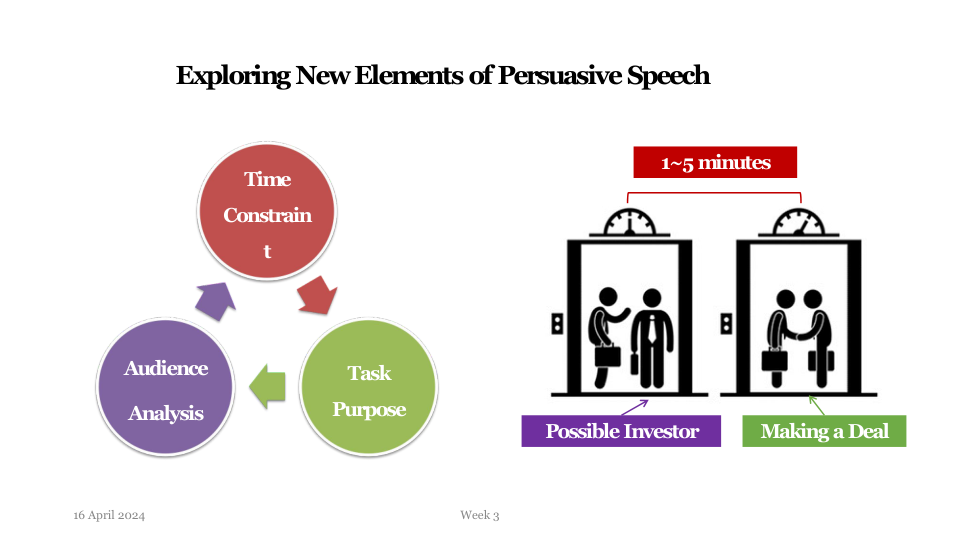 Exploring New Elements of Persuasive Speech
Time
Constrain
t
Audience
Analysis
Task
Purpose
1~5 minutes
Possible Investor
Making a Deal
16 April 2024
Week 3